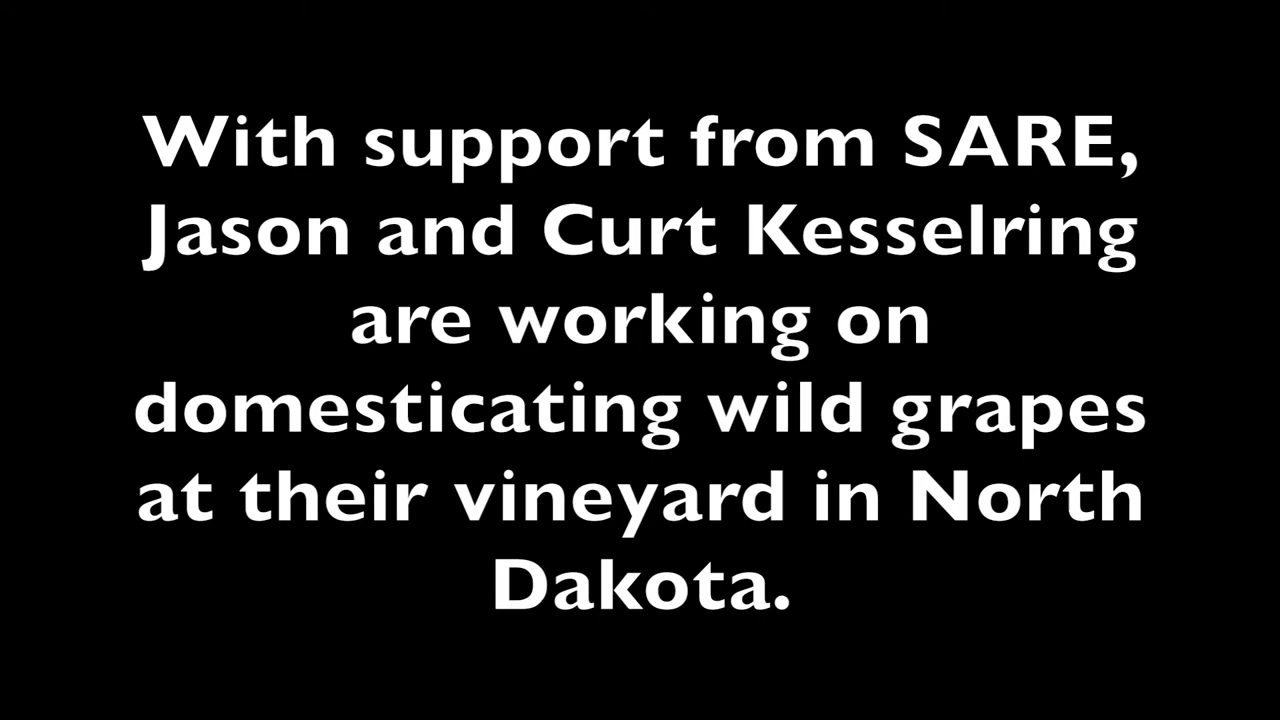 With support from SARE,
Jason and Curt Kesselring
are working on
domesticating wild grapes
at their vineyard in North
Dakota.